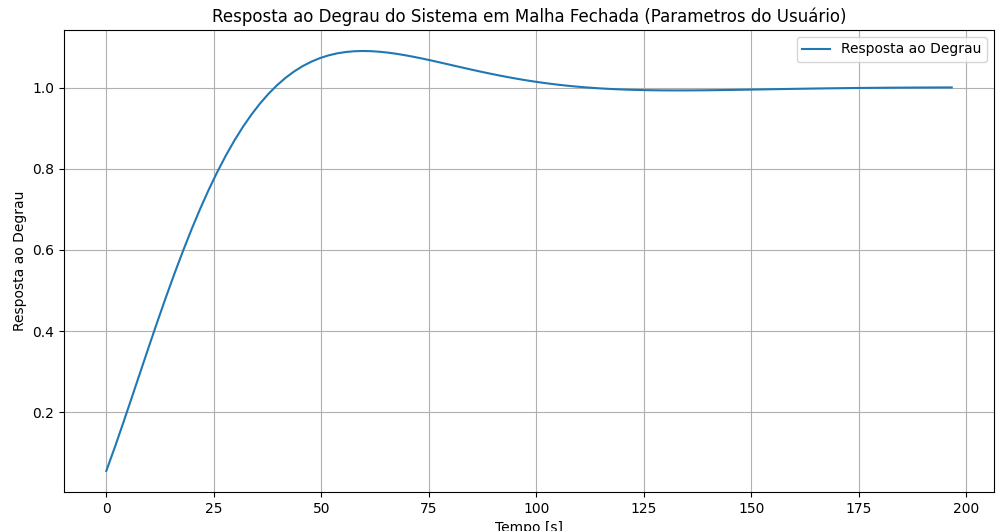 Resposta ao Degrau do Sistema em Malha Fechada (Parametros do Usuário)
Resposta ao Degrau
Resposta ao Degrau
1.0
0.8
0.6
0.4
0.2
0 25 50 75 100 125 150 175 200
Tempo [s]